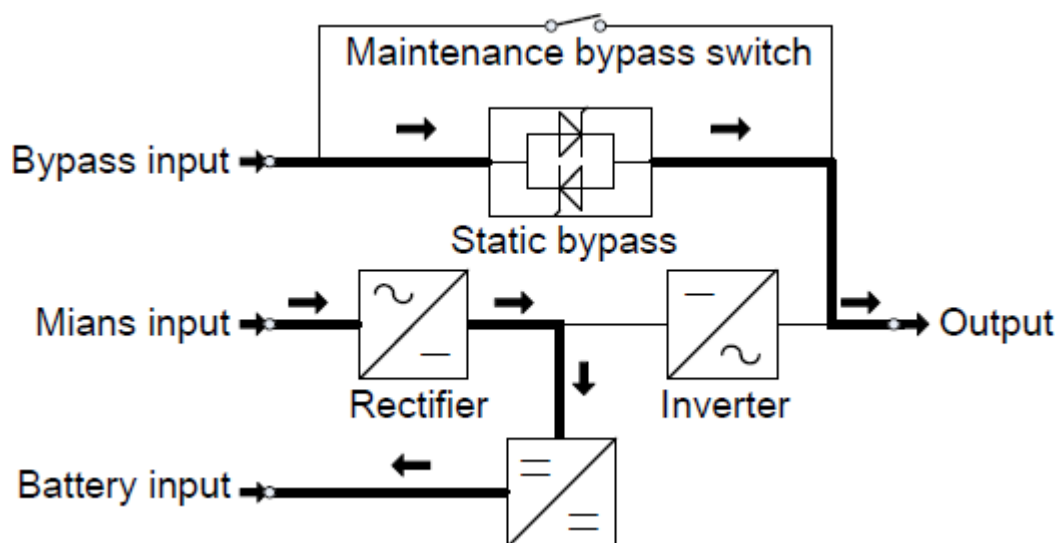 Maintenance bypass switch
Bypass input
Static bypass
Mians input
Output
Rectifier
Inverter
Battery input